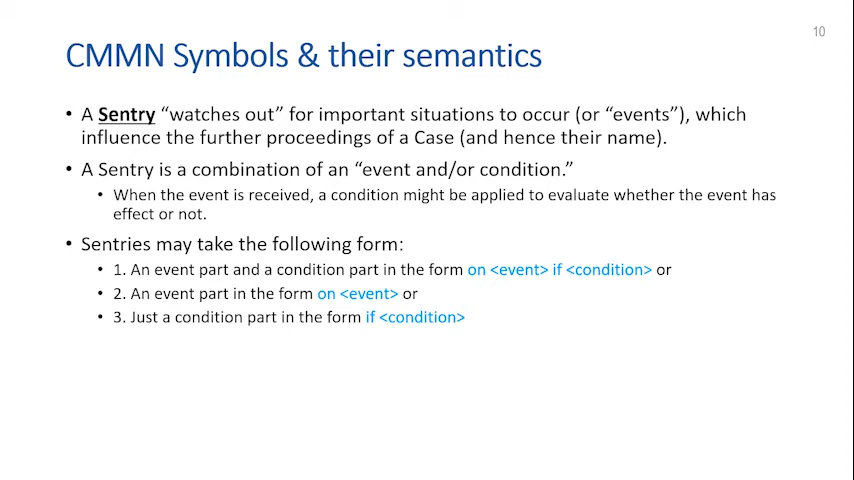 10
CMMN Symbols & their semantics
• A Sentry “watches out” for important situations to occur (or “events”), which
influence the further proceedings of a Case (and hence their name).
• A Sentry is a combination of an “event and/or condition.”
• When the event is received, a condition might be applied to evaluate whether the event has
effect or not.
• Sentries may take the following form:
• 1. An event part and a condition part in the form on <event> if <condition> or
• 2. An event part in the form on <event> or
• 3. Just a condition part in the form if <condition>